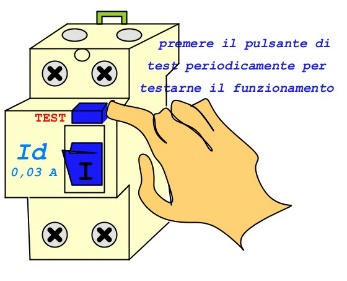 premere il pulsante di
test periodicamente per
testarne il funzionamento
TEST
Id
0,03 A
I